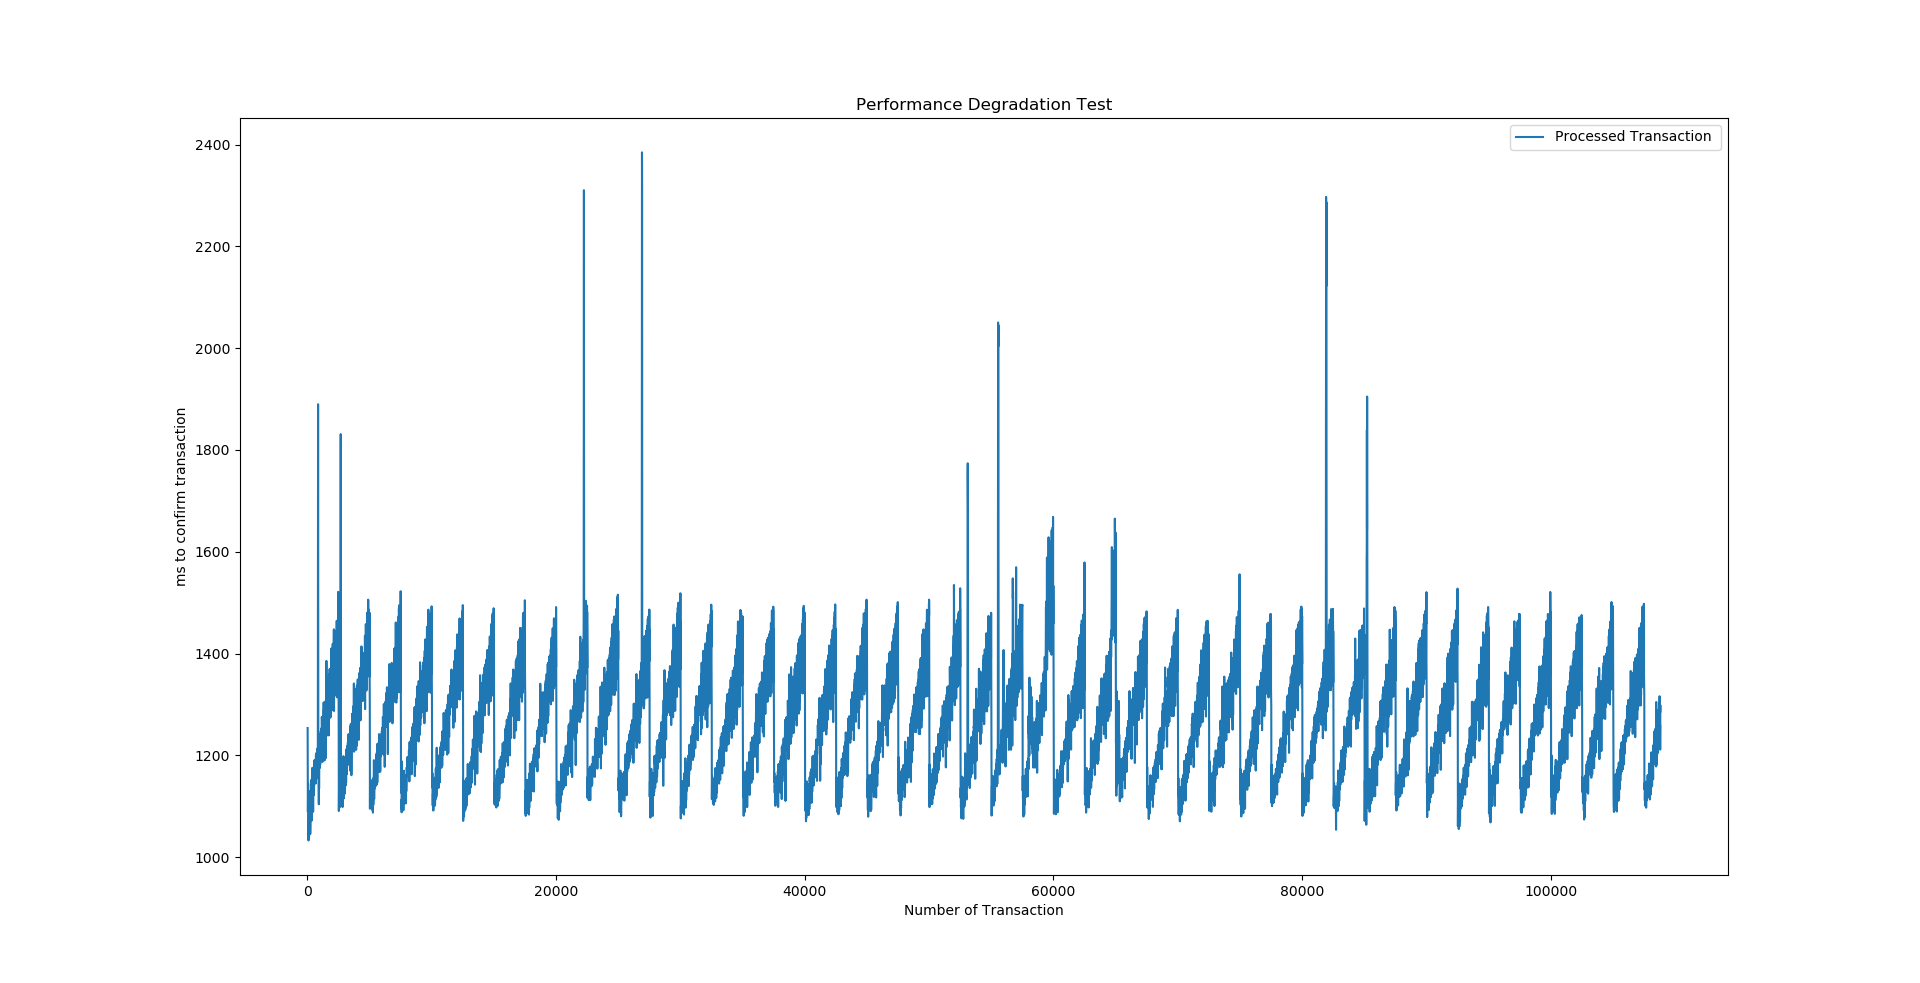 Performance Degradation Test
Processed Transaction
ms to confirm transaction
2400
2200
2000
1800
1600
1400
1200
1000
0 20000 40000 60000 80000 100000
Number of Transaction